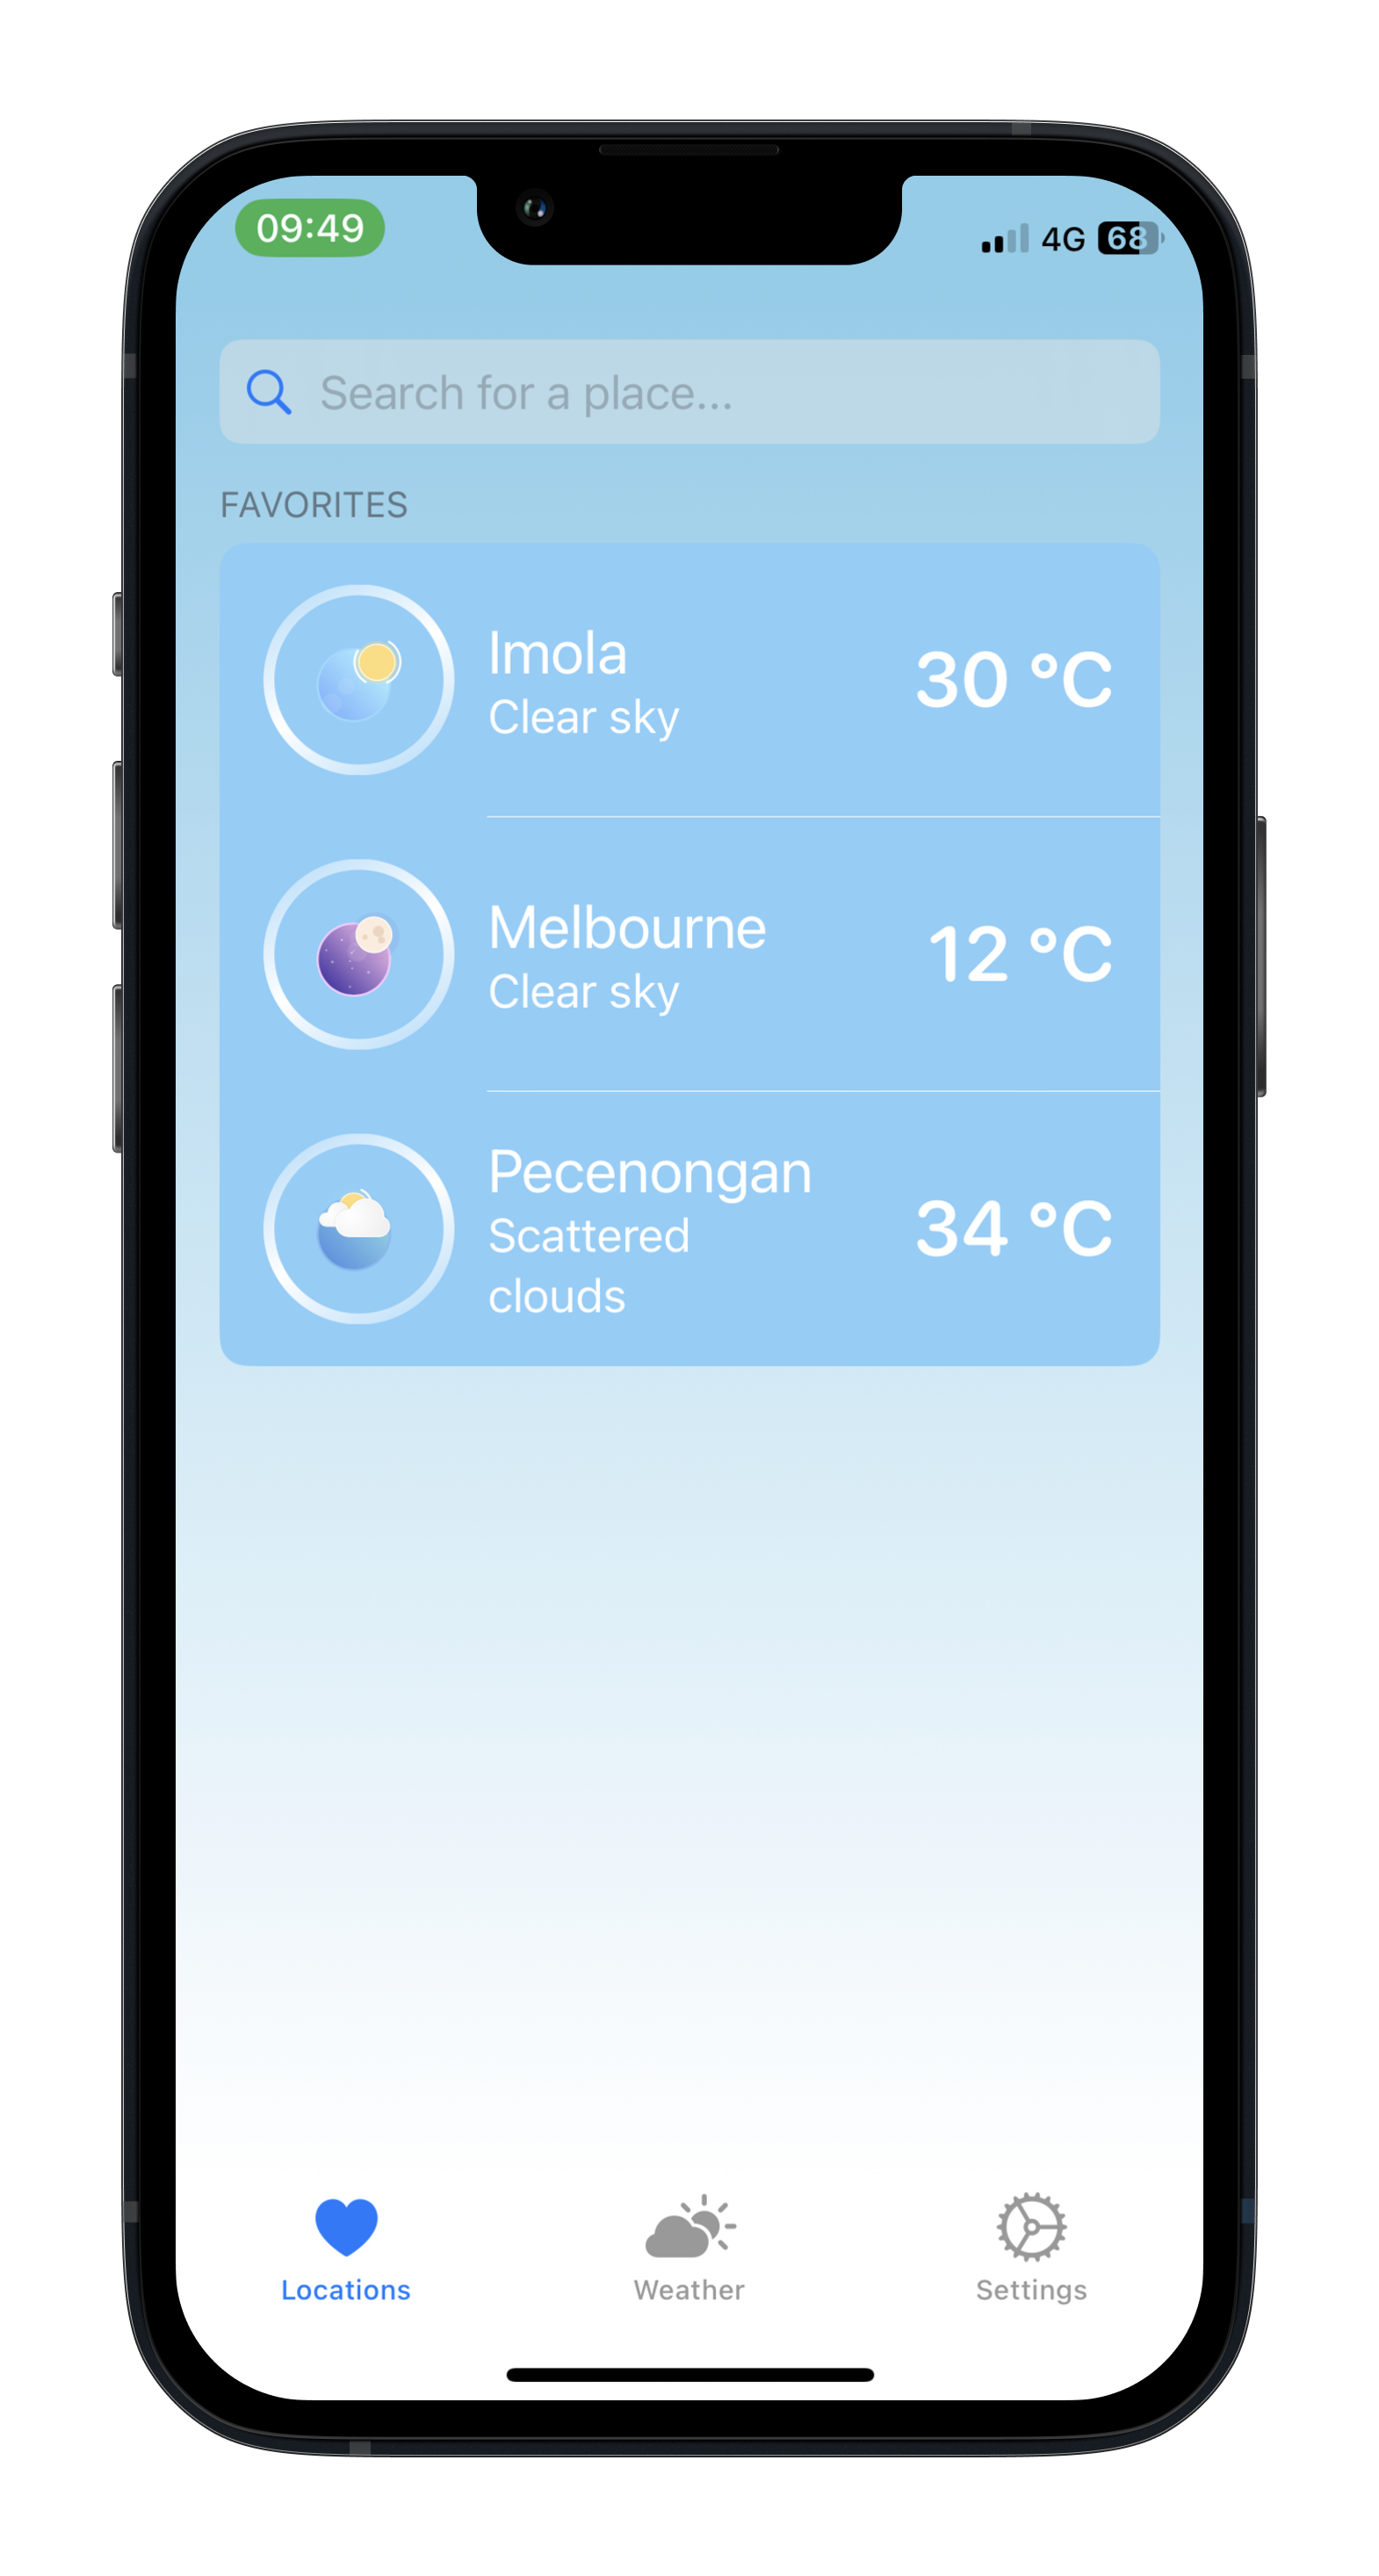 09:49
4G 68
Search for a place...
FAVORITES
Imola
Clear sky
30 °C
Melbourne
Clear sky
12 °C
Pecenongan
Scattered
clouds
34 °C
Locations
Weather
Settings